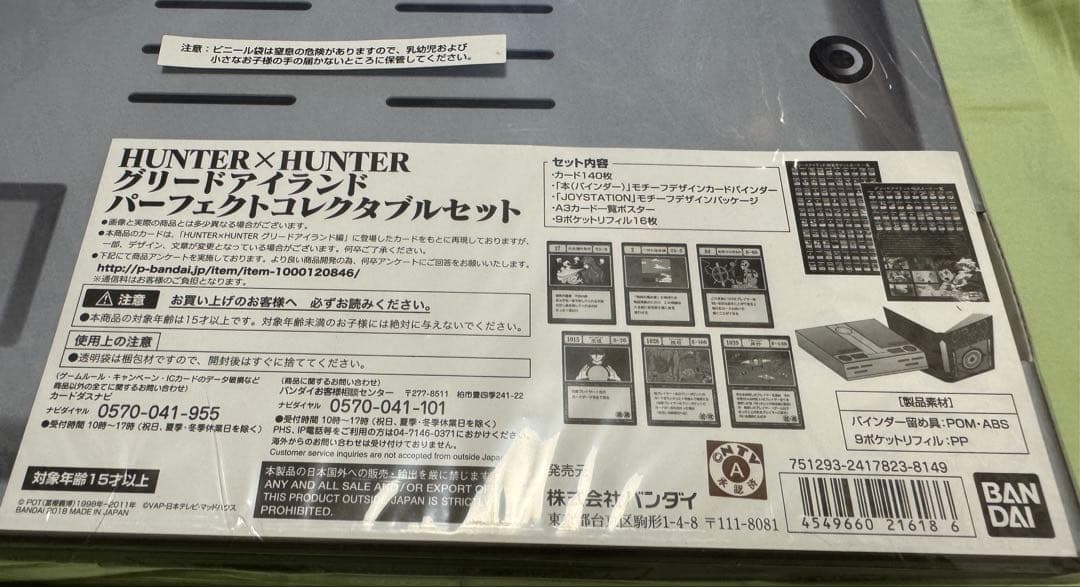 注意：ビニール袋は窒息の危険がありますので、乳幼児および
小さなお子様の手の届かないところに保管してください。
HUNTER×HUNTER
グリードアイランド
パーフェクトコレクタブルセット
●画像と実際の商品とは多少異なる場合がございます。
●本商品のカードは、「HUNTER×HUNTER グリードアイランド編」に登場したカードをもとに再現しておりますが、
一部、デザイン、文章が変更となっている場合がございます。何卒ご了承ください。
●下記にて商品アンケートを実施しております。より良い商品開発の為、何卒アンケートにご回答をお願いいたします。
http://p-bandai.jp/item/item-1000120846/
※通信料はお客様のご負担となります。
注意 お買い上げのお客様へ 必ずお読みください。
●本商品の対象年齢は15才以上です。対象年齢未満のお子様には絶対に与えないでください。
使用上の注意
●透明袋は梱包材ですので、開封後はすぐに捨ててください。
〈ゲームルール・キャンペーン・ICカードのデータ破損など
商品以外の全てに関するお問い合わせ〉
カードダスナビ
ナビダイヤル 0570-041-955
●受付時間 10時～17時（祝日、夏季・冬季休業日を除く）
〈商品に関するお問い合わせ〉
バンダイお客様相談センター 〒277-8511 柏市豊四季241-22
ナビダイヤル 0570-041-101
●受付時間10時～17時（祝日、夏季・冬季休業日を除く）
PHS、IP電話等をご利用の方は04-7146-0371におかけください。
海外からのお問い合わせは受け付けておりません。
Customer service inquiries are not accepted from outside Japan
対象年齢15才以上
©POT（冨樫義博）1998年-2011年
©VAP・日本テレビ・マッドハウス
BANDAI 2018 MADE IN JAPAN
本製品の日本国外への販売・輸出を厳に禁じます
ANY AND ALL SALE AND/OR EXPORT OF
THIS PRODUCT OUTSIDE JAPAN IS STRICTLY
PROHIBITED.
セット内容
・カード140枚
・「本（バインダー）」モチーフデザインカードバインダー
・「JOYSTATION」モチーフデザインパッケージ
・A3カード一覧ポスター
・9ポケットリフィル16枚
【製品素材】
バインダー留め具：POM・ABS
9ポケットリフィル：PP
発売元
株式会社バンダイ
東京都台東区駒形1-4-8 〒111-8081
NTV
A
承認済
751293-2417823-8149
4549660 216186
BAN
DAI